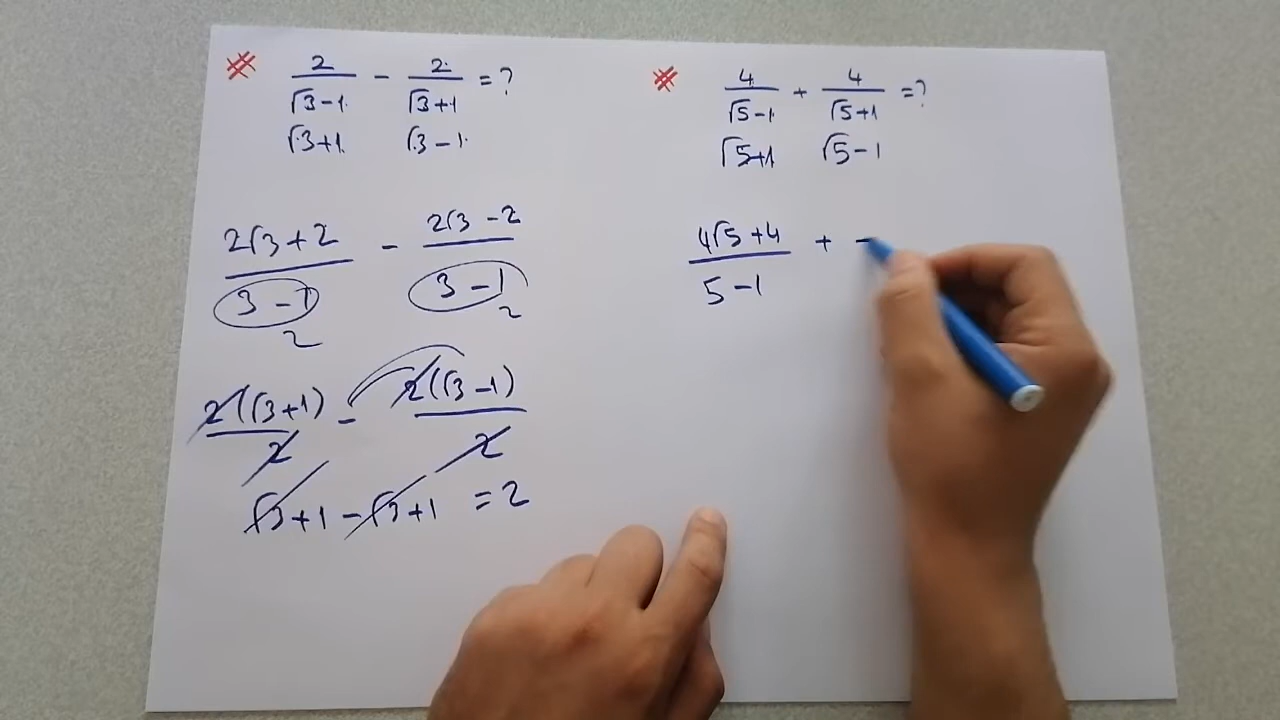 ※ 2/(√3-1) - 2/(√3+1) = ?
√3+1 √3-1
(2√3+2)/(3-1) - (2√3-2)/(3-1)
2 2
2(√3+1)/2 - 2(√3-1)/2
√3+1-√3+1 = 2
※ 4/(√5-1) + 4/(√5+1) = ?
√5+1 √5-1
(4√5+4)/(5-1) +